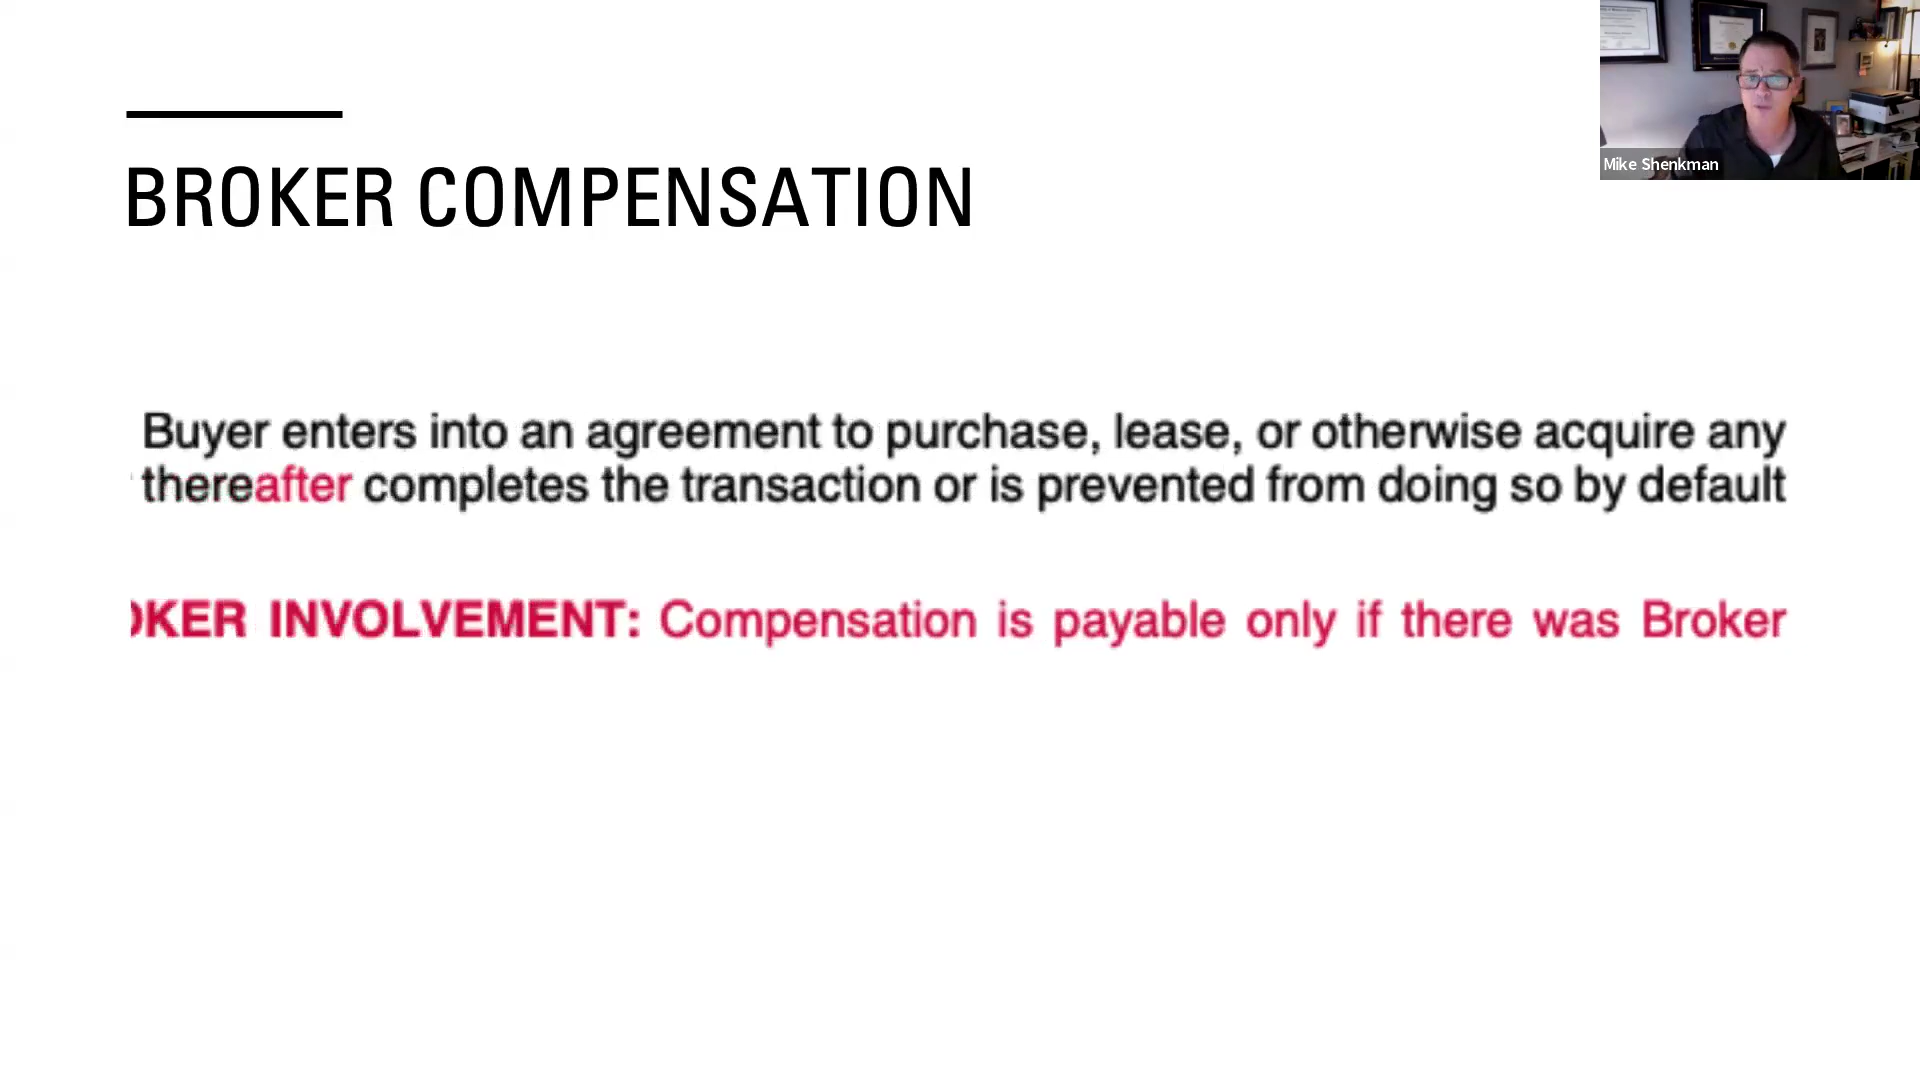 Mike Shenkman
BROKER COMPENSATION
Buyer enters into an agreement to purchase, lease, or otherwise acquire any
thereafter completes the transaction or is prevented from doing so by default
OKER INVOLVEMENT: Compensation is payable only if there was Broker